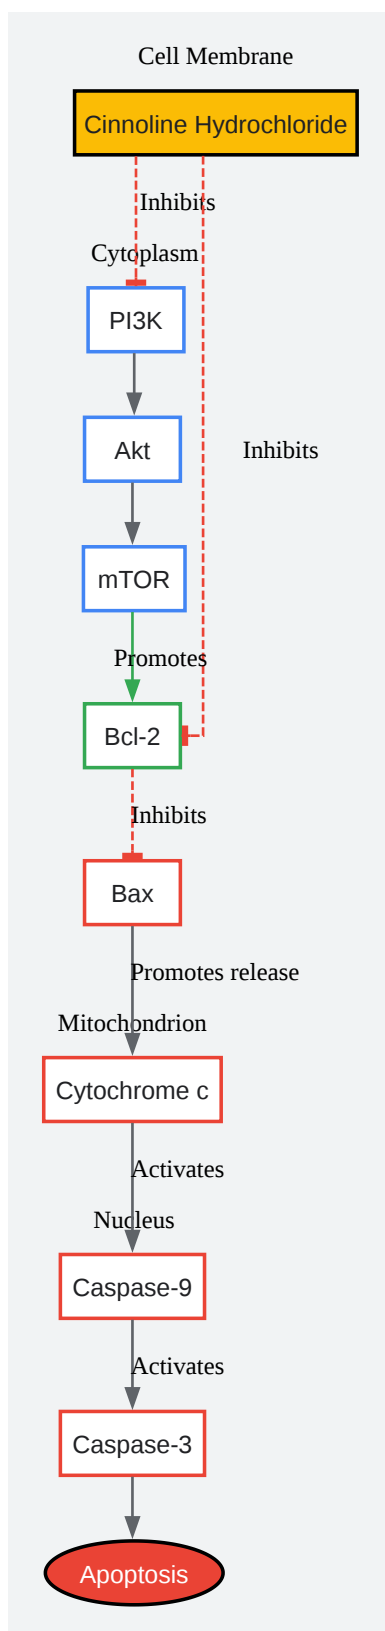 Cell Membrane
Cinnoline Hydrochloride
Inhibits
Cytoplasm
PI3K
Akt
Inhibits
mTOR
Promotes
Bcl-2
Inhibits
Bax
Promotes release
Mitochondrion
Cytochrome c
Activates
Nucleus
Caspase-9
Activates
Caspase-3
Apoptosis